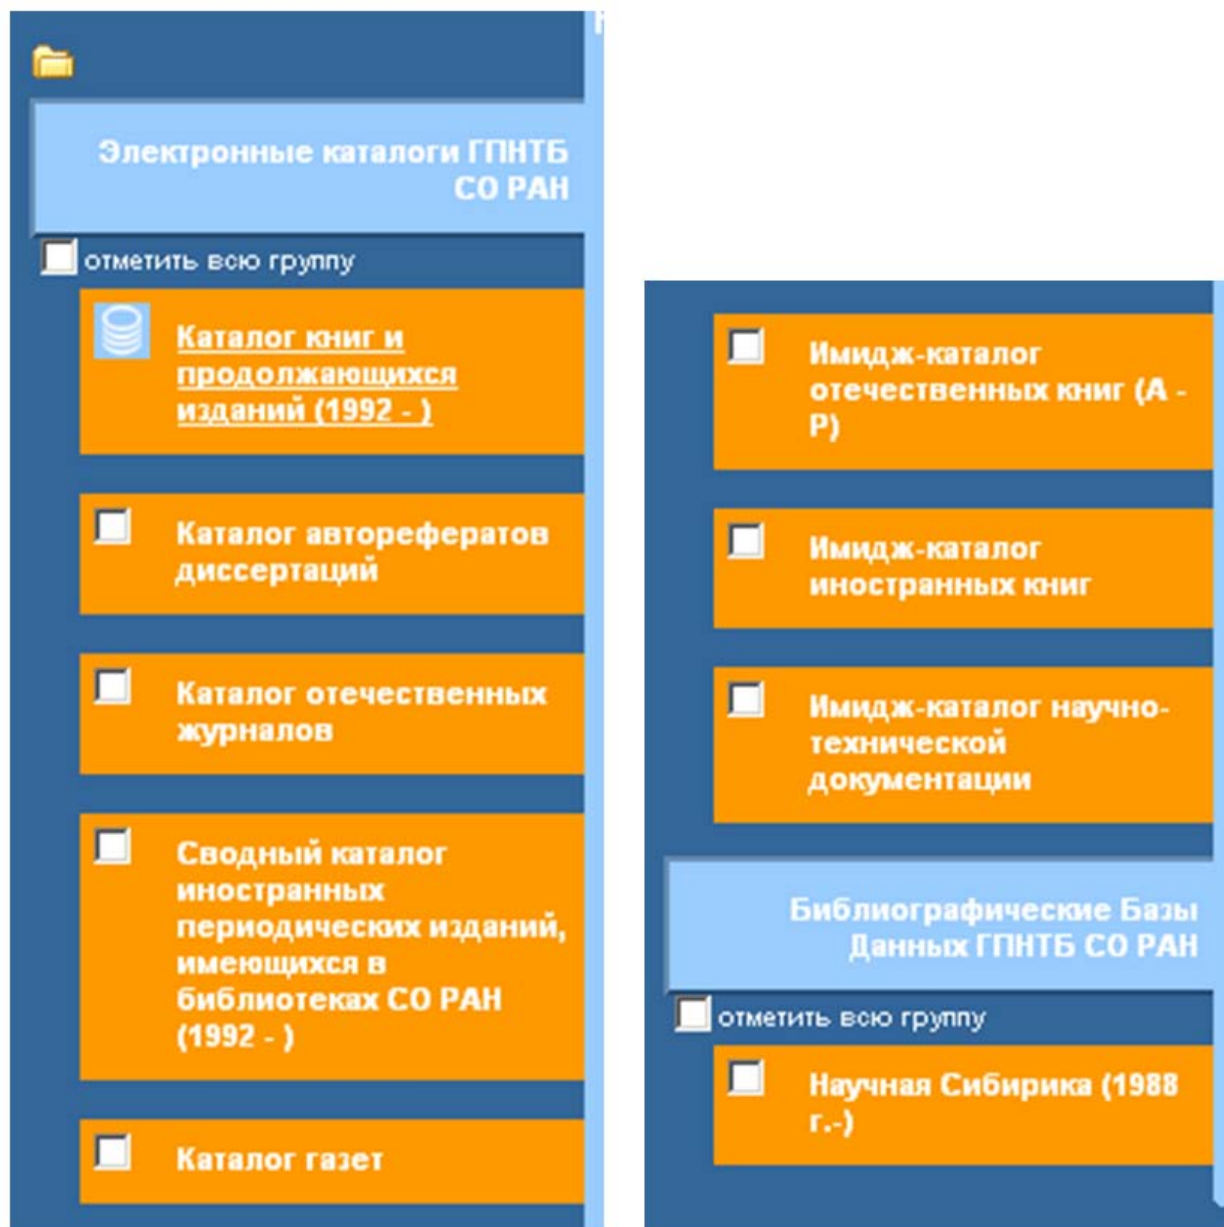 Электронные каталоги ГПНТБ
СО РАН
отметить всю группу
Каталог книг и
продолжающихся
изданий (1992 - )
Каталог авторефератов
диссертаций
Каталог отечественных
журналов
Сводный каталог
иностранных
периодических изданий,
имеющихся в
библиотеках СО РАН
(1992 - )
Каталог газет
Имидж-каталог
отечественных книг (А -
Р)
Имидж-каталог
иностранных книг
Имидж-каталог научно-
технической
документации
Библиографические Базы
Данных ГПНТБ СО РАН
отметить всю группу
Научная Сибирика (1988
г.-)